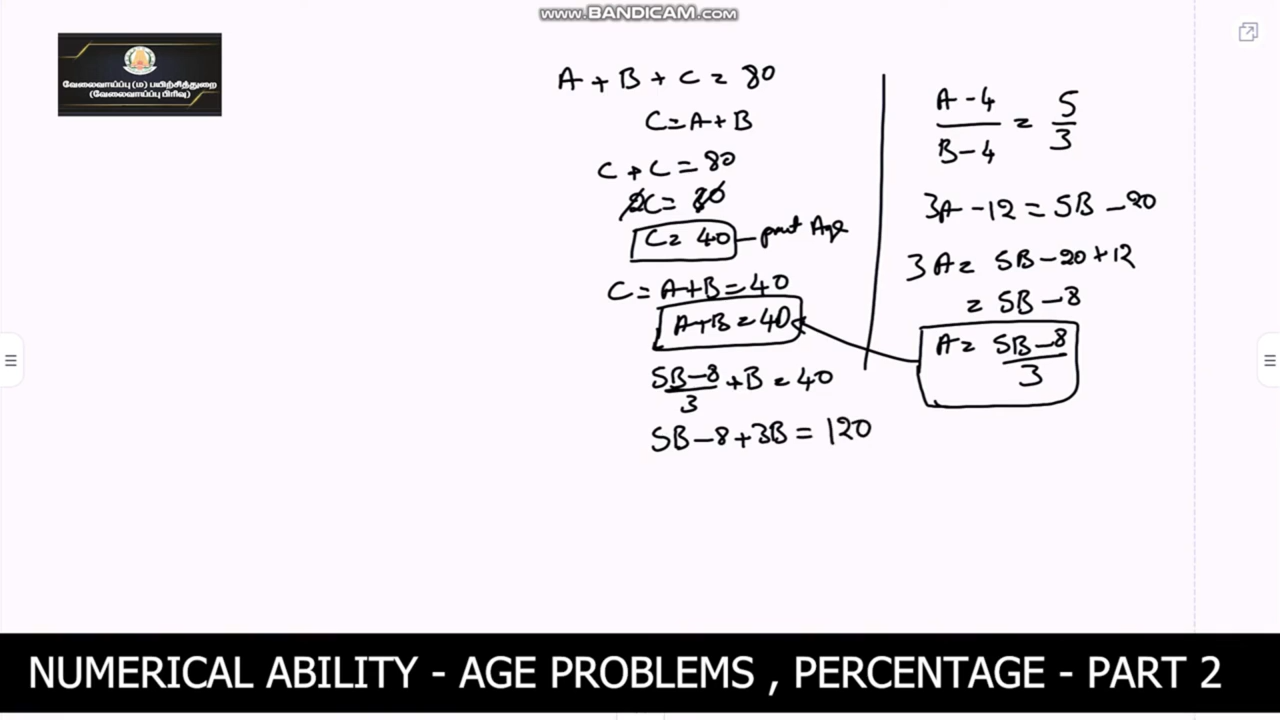 www.BANDICAM.com
வேலைவாய்ப்பு (ம) பயிற்சித்துறை
(வேலைவாய்ப்பு பிரிவு)
A + B + C = 80
C = A + B
C + C = 80
2C = 80
C = 40 - prnt Age
C = A+B = 40
A+B = 40
5B-8/3 + B = 40
5B - 8 + 3B = 120
A-4/B-4 = 5/3
3A - 12 = 5B - 20
3A = 5B - 20 + 12
= 5B - 8
A = 5B-8/3
NUMERICAL ABILITY - AGE PROBLEMS , PERCENTAGE - PART 2